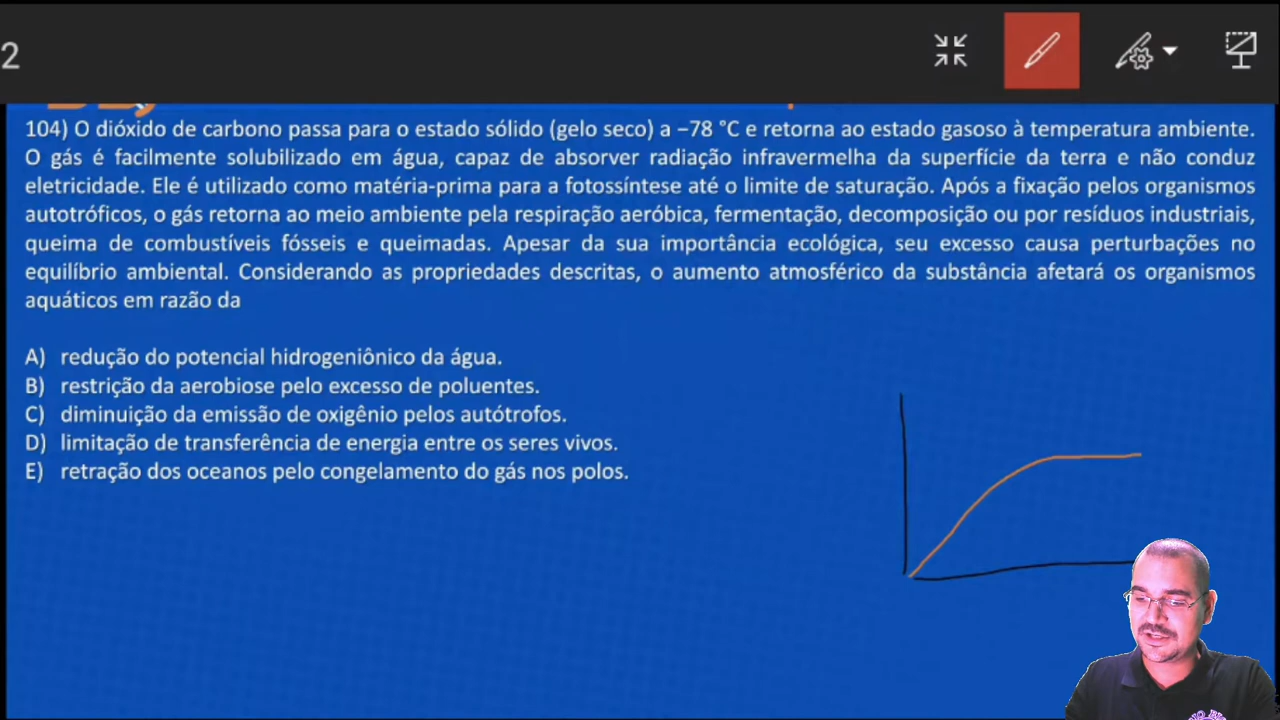 2
104) O dióxido de carbono passa para o estado sólido (gelo seco) a −78 °C e retorna ao estado gasoso à temperatura ambiente.
O gás é facilmente solubilizado em água, capaz de absorver radiação infravermelha da superfície da terra e não conduz
eletricidade. Ele é utilizado como matéria-prima para a fotossíntese até o limite de saturação. Após a fixação pelos organismos
autotróficos, o gás retorna ao meio ambiente pela respiração aeróbica, fermentação, decomposição ou por resíduos industriais,
queima de combustíveis fósseis e queimadas. Apesar da sua importância ecológica, seu excesso causa perturbações no
equilíbrio ambiental. Considerando as propriedades descritas, o aumento atmosférico da substância afetará os organismos
aquáticos em razão da
A) redução do potencial hidrogeniônico da água.
B) restrição da aerobiose pelo excesso de poluentes.
C) diminuição da emissão de oxigênio pelos autótrofos.
D) limitação de transferência de energia entre os seres vivos.
E) retração dos oceanos pelo congelamento do gás nos polos.